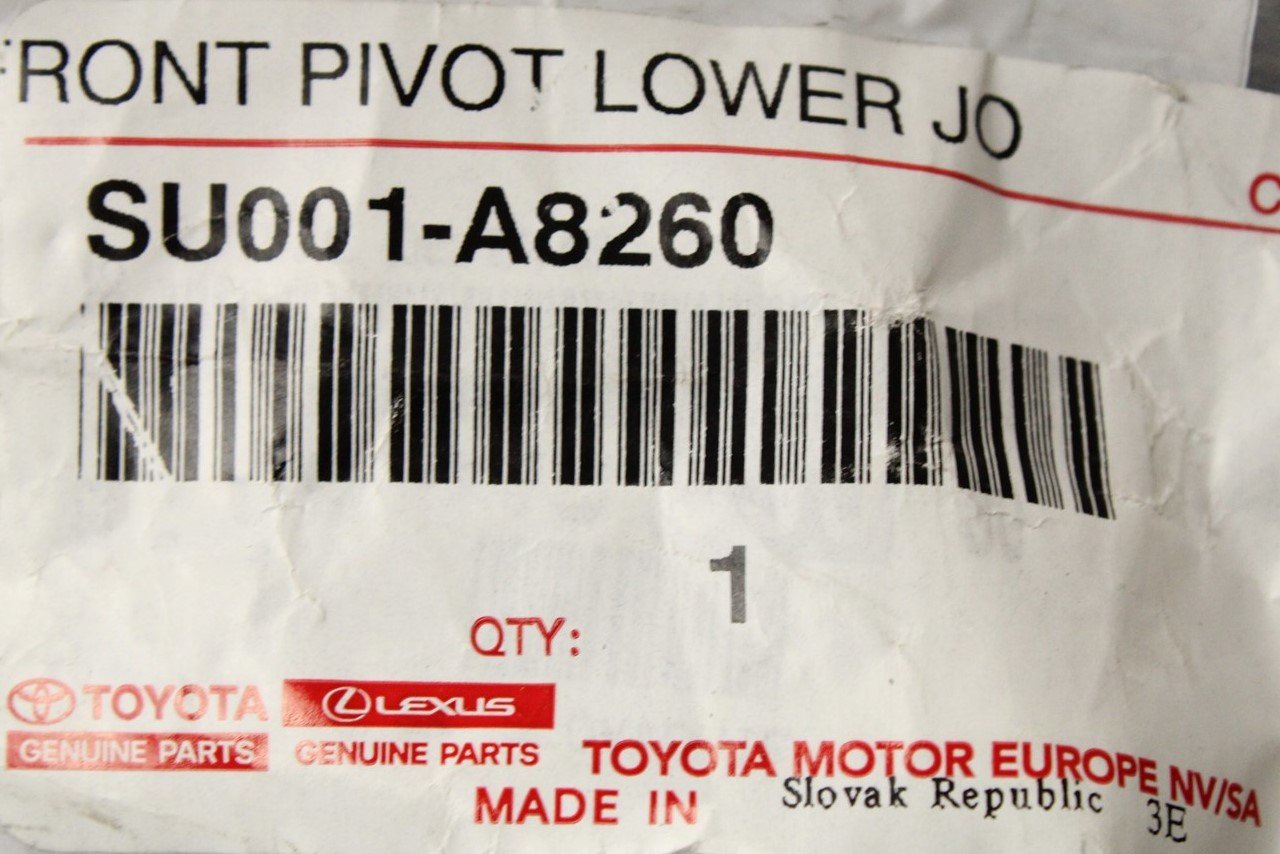 FRONT PIVOT LOWER JO
SU001-A8260
1
QTY:
TOYOTA
GENUINE PARTS
LEXUS
GENUINE PARTS
TOYOTA MOTOR EUROPE NV/SA
MADE IN Slovak Republic 3E